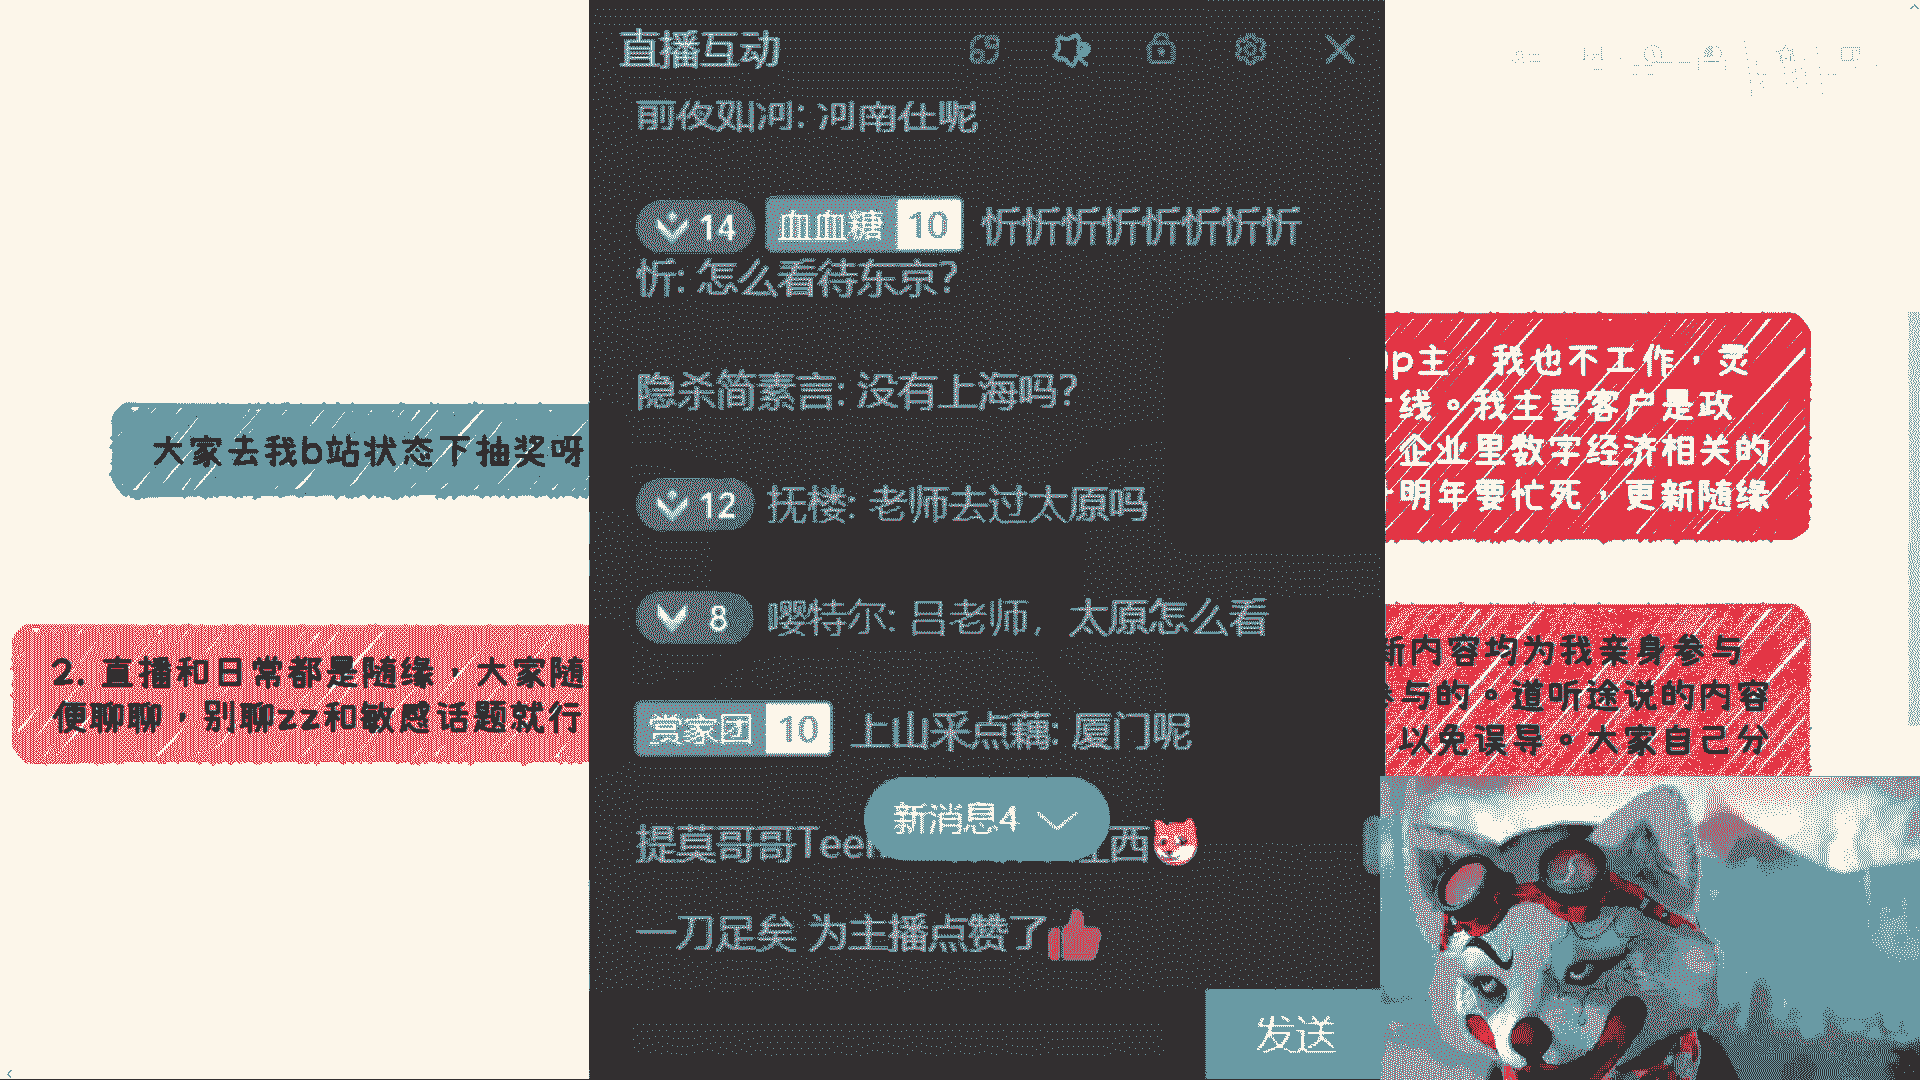 直播互动
前夜如何: 河南仕呢
14 血血糖 10 忻忻忻忻忻忻忻忻
忻: 怎么看待东京?
隐杀简素言: 没有上海吗?
12 抚楼: 老师去过太原吗
8 嘤特尔: 吕老师, 太原怎么看
赏家团 10 上山采点藕: 厦门呢
提莫哥哥Tee
西
新消息4
一刀足矣 为主播点赞了
发送
大家去我b站状态下抽奖呀
2. 直播和日常都是随缘，大家随
便聊聊，别聊zz和敏感话题就行
p主，我也不工作，灵
线。我主要客户是政
企业里数字经济相关的
明年要忙死，更新随缘
新内容均为我亲身参与
参与的。道听途说的内容
以免误导。大家自己分